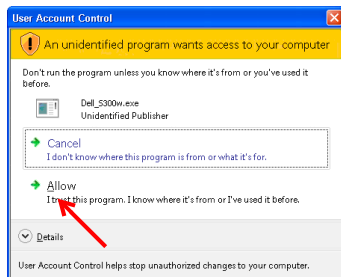 User Account Control
An unidentified program wants access to your computer
Don't run the program unless you know where it's from or you've used it
before.
Dell_S300w.exe
Unidentified Publisher
Cancel
I don't know where this program is from or what it's for.
Allow
I trust this program. I know where it's from or I've used it before.
Details
User Account Control helps stop unauthorized changes to your computer.